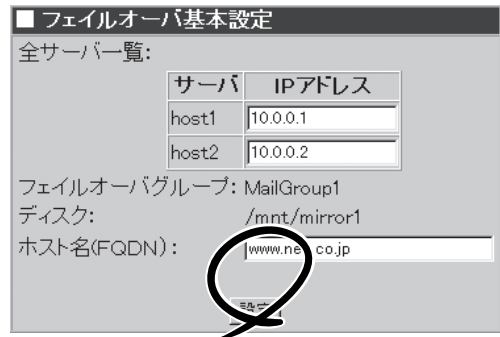 ■ フェイルオーバ基本設定
全サーバ一覧:
サーバ IPアドレス
host1 10.0.0.1
host2 10.0.0.2
フェイルオーバグループ: MailGroup1
ディスク: /mnt/mirror1
ホスト名(FQDN): .co.jp
設定